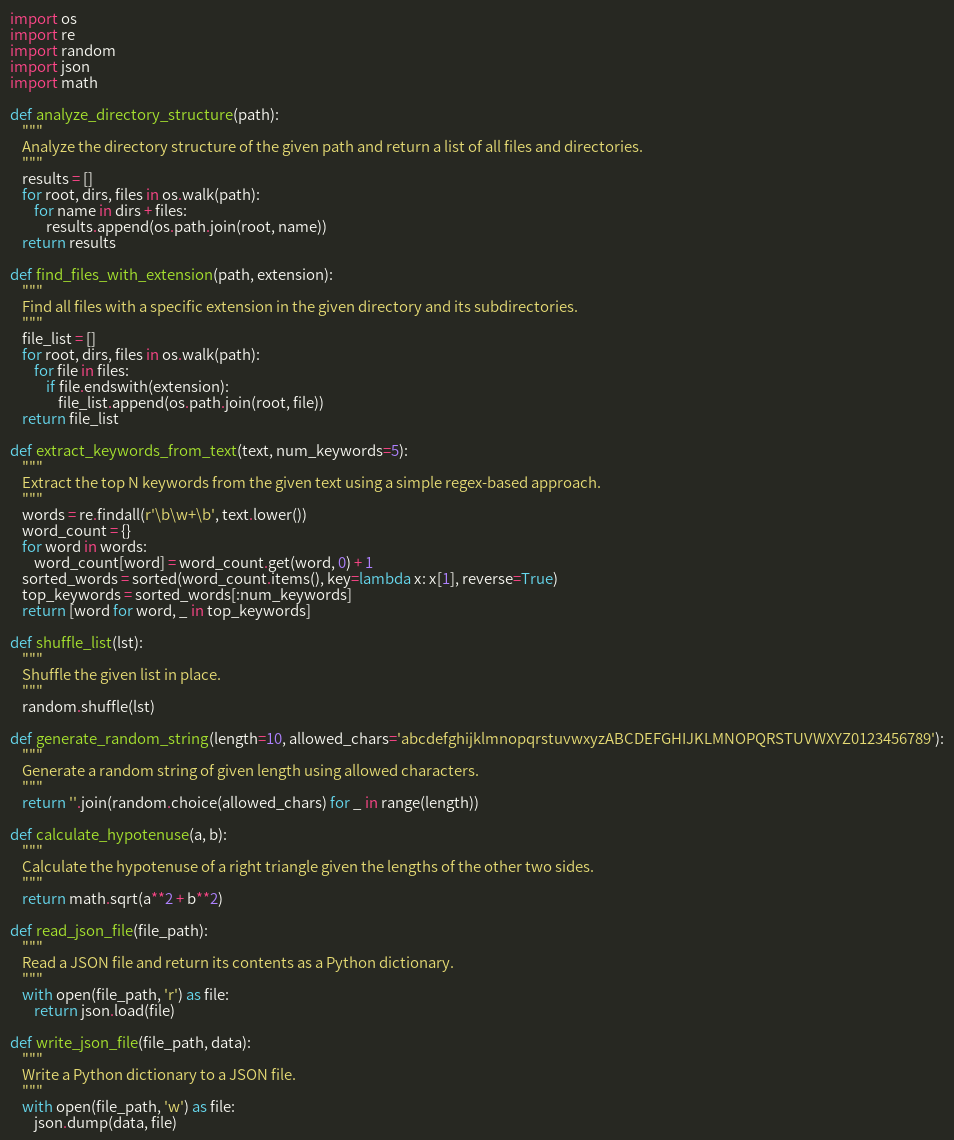 import os
import re
import random
import json
import math

def analyze_directory_structure(path):
    """
    Analyze the directory structure of the given path and return a list of all files and directories.
    """
    results = []
    for root, dirs, files in os.walk(path):
        for name in dirs + files:
            results.append(os.path.join(root, name))
    return results

def find_files_with_extension(path, extension):
    """
    Find all files with a specific extension in the given directory and its subdirectories.
    """
    file_list = []
    for root, dirs, files in os.walk(path):
        for file in files:
            if file.endswith(extension):
                file_list.append(os.path.join(root, file))
    return file_list

def extract_keywords_from_text(text, num_keywords=5):
    """
    Extract the top N keywords from the given text using a simple regex-based approach.
    """
    words = re.findall(r'\b\w+\b', text.lower())
    word_count = {}
    for word in words:
        word_count[word] = word_count.get(word, 0) + 1
    sorted_words = sorted(word_count.items(), key=lambda x: x[1], reverse=True)
    top_keywords = sorted_words[:num_keywords]
    return [word for word, _ in top_keywords]

def shuffle_list(lst):
    """
    Shuffle the given list in place.
    """
    random.shuffle(lst)

def generate_random_string(length=10, allowed_chars='abcdefghijklmnopqrstuvwxyzABCDEFGHIJKLMNOPQRSTUVWXYZ0123456789'):
    """
    Generate a random string of given length using allowed characters.
    """
    return ''.join(random.choice(allowed_chars) for _ in range(length))

def calculate_hypotenuse(a, b):
    """
    Calculate the hypotenuse of a right triangle given the lengths of the other two sides.
    """
    return math.sqrt(a**2 + b**2)

def read_json_file(file_path):
    """
    Read a JSON file and return its contents as a Python dictionary.
    """
    with open(file_path, 'r') as file:
        return json.load(file)

def write_json_file(file_path, data):
    """
    Write a Python dictionary to a JSON file.
    """
    with open(file_path, 'w') as file:
        json.dump(data, file)